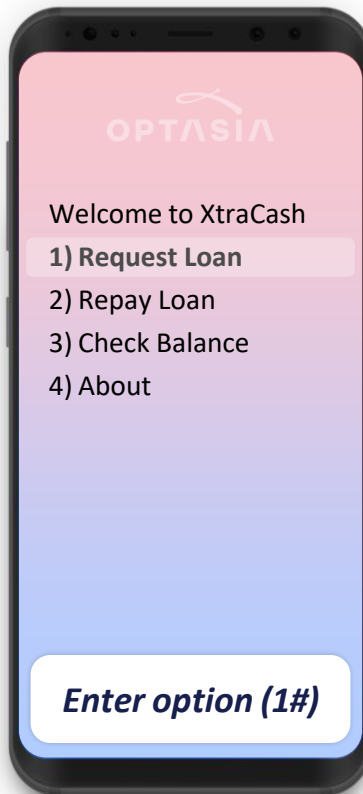 OPTASIA
Welcome to XtraCash
1) Request Loan
2) Repay Loan
3) Check Balance
4) About
Enter option (1#)